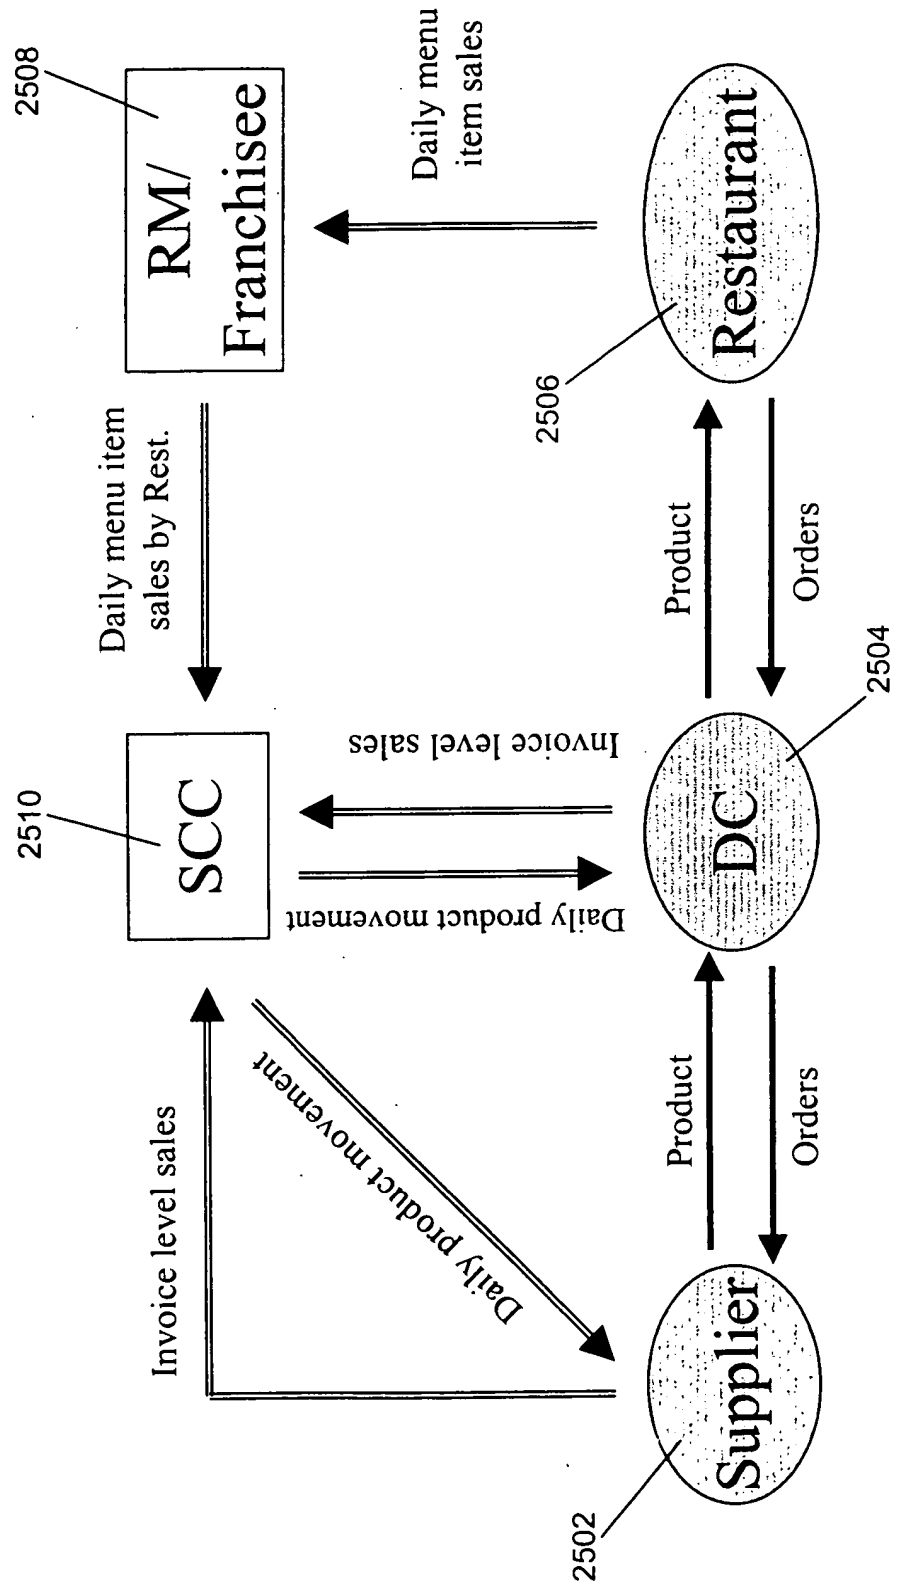 2510
2508
SCC
RM/
Franchisee
Invoice level sales
Daily menu item
sales by Rest.
Daily product movement
Daily product movement
Invoice level sales
Daily menu
item sales
2502
2506
Supplier
Product
Orders
DC
2504
Product
Orders
Restaurant